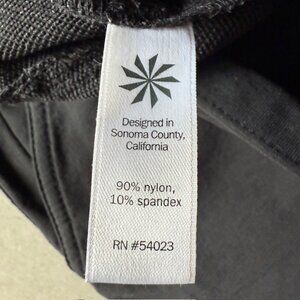 Designed in
Sonoma County,
California
90% nylon,
10% spandex
RN #54023